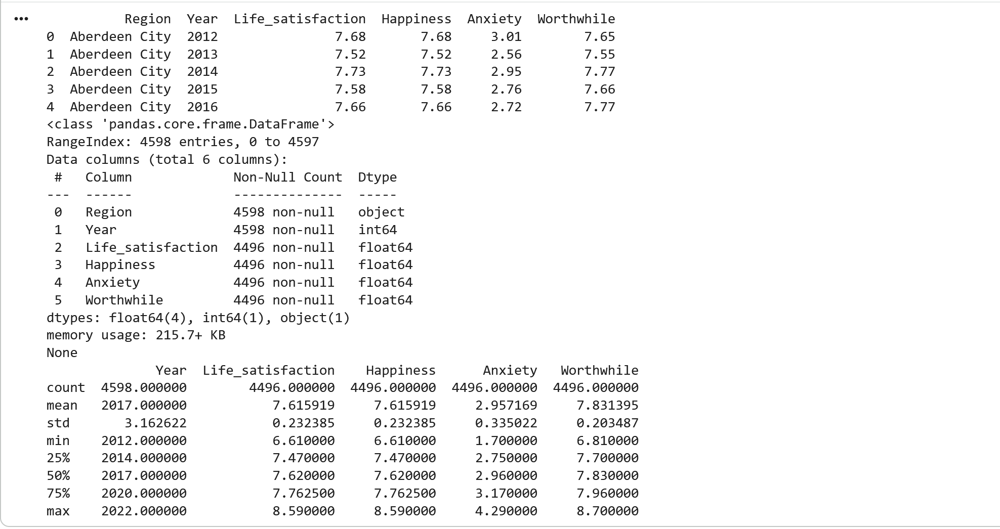 •••
          Region  Year  Life_satisfaction  Happiness  Anxiety  Worthwhile
0  Aberdeen City  2012               7.68       7.68     3.01        7.65
1  Aberdeen City  2013               7.52       7.52     2.56        7.55
2  Aberdeen City  2014               7.73       7.73     2.95        7.77
3  Aberdeen City  2015               7.58       7.58     2.76        7.66
4  Aberdeen City  2016               7.66       7.66     2.72        7.77
<class 'pandas.core.frame.DataFrame'>
RangeIndex: 4598 entries, 0 to 4597
Data columns (total 6 columns):
 #   Column             Non-Null Count  Dtype
---  ------             --------------  -----
 0   Region             4598 non-null   object
 1   Year               4598 non-null   int64
 2   Life_satisfaction  4496 non-null   float64
 3   Happiness          4496 non-null   float64
 4   Anxiety            4496 non-null   float64
 5   Worthwhile         4496 non-null   float64
dtypes: float64(4), int64(1), object(1)
memory usage: 215.7+ KB
None
              Year  Life_satisfaction    Happiness      Anxiety   Worthwhile
count  4598.000000        4496.000000  4496.000000  4496.000000  4496.000000
mean   2017.000000           7.615919     7.615919     2.957169     7.831395
std       3.162622           0.232385     0.232385     0.335022     0.203487
min    2012.000000           6.610000     6.610000     1.700000     6.810000
25%    2014.000000           7.470000     7.470000     2.750000     7.700000
50%    2017.000000           7.620000     7.620000     2.960000     7.830000
75%    2020.000000           7.762500     7.762500     3.170000     7.960000
max    2022.000000           8.590000     8.590000     4.290000     8.700000